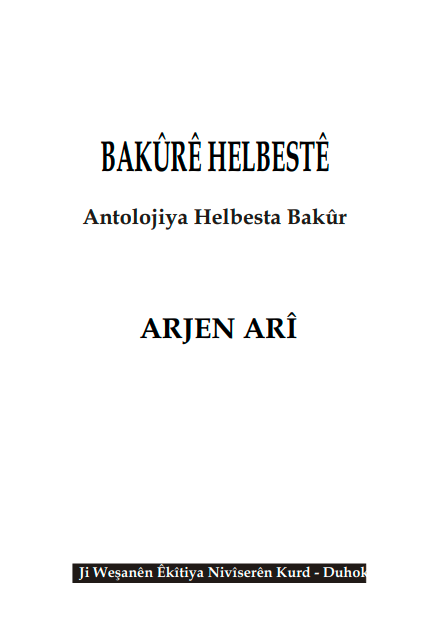 BAKÛRÊ HELBESTÊ
Antolojiya Helbesta Bakûr
ARJEN ARÎ
Ji Weşanên Êkîtiya Nivîserên Kurd - Duhok